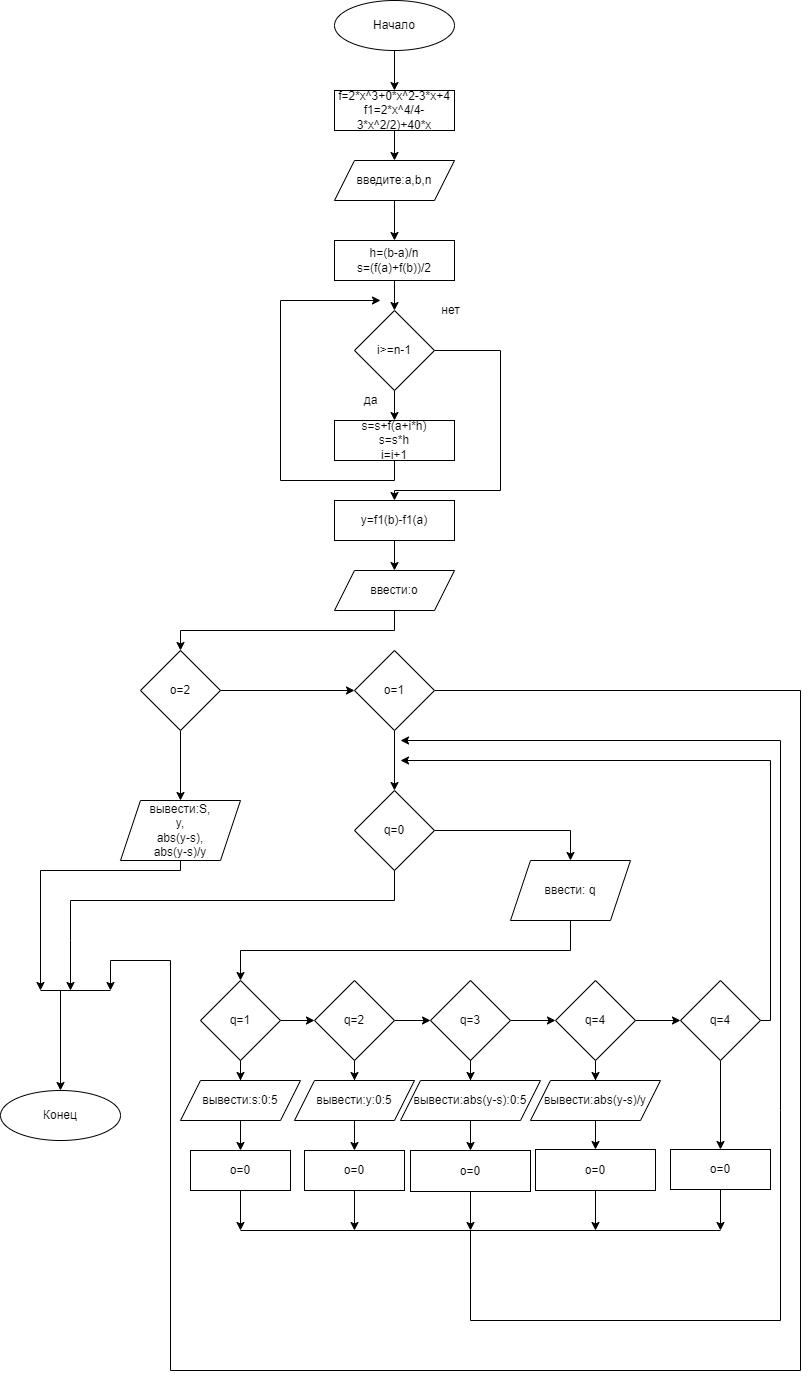 Начало
f=2*x^3+0*x^2-3*x+4
f1=2*x^4/4-
3*x^2/2)+40*x
введите:a,b,n
h=(b-a)/n
s=(f(a)+f(b))/2
нет
i>=n-1
да
s=s+f(a+i*h)
s=s*h
i=i+1
y=f1(b)-f1(a)
ввести:o
o=2
o=1
вывести:S,
y,
abs(y-s),
abs(y-s)/y
q=0
ввести: q
q=1
q=2
q=3
q=4
q=4
вывести:s:0:5
вывести:y:0:5
вывести:abs(y-s):0:5
вывести:abs(y-s)/y
Конец
o=0
o=0
o=0
o=0
o=0